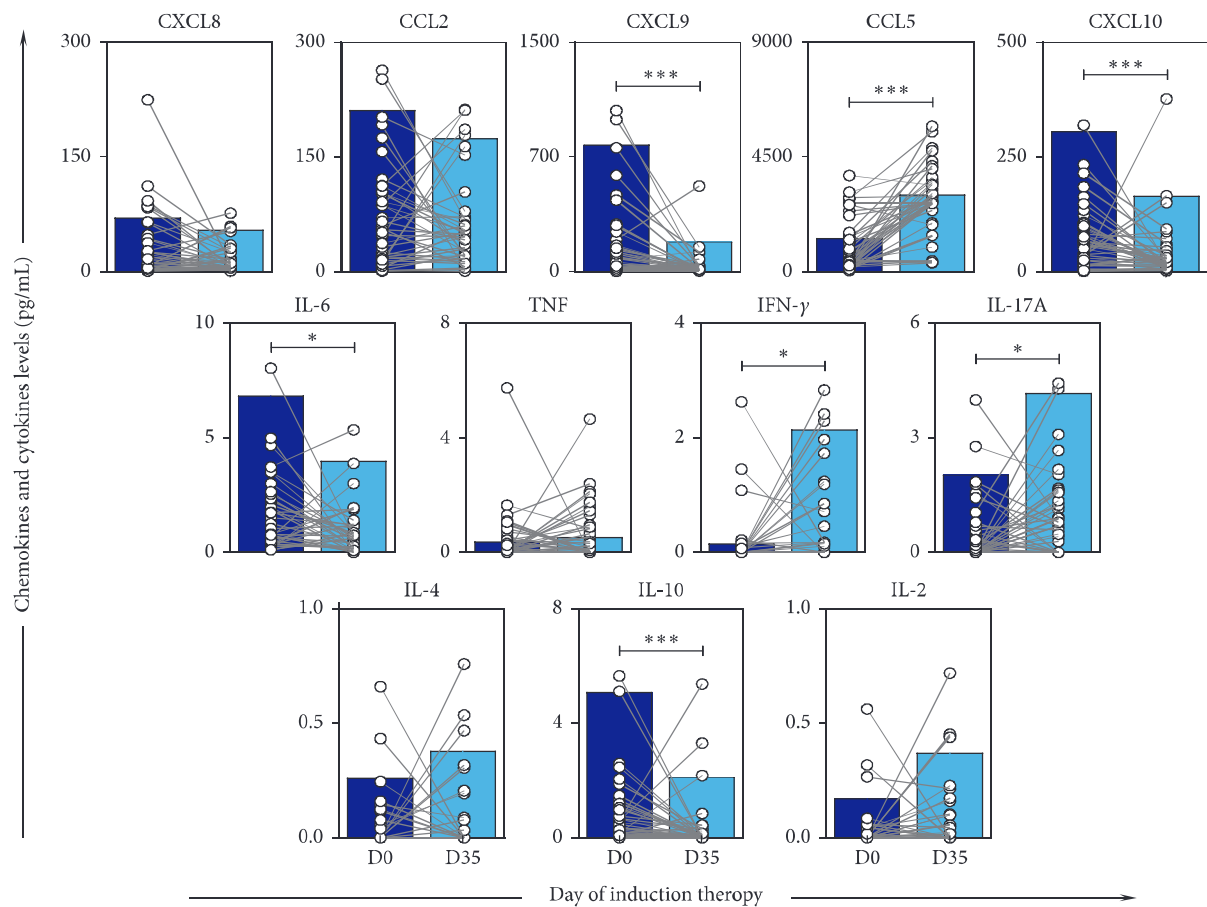 CXCL8 CCL2 CXCL9 CCL5 CXCL10
300 300 1500 9000 500
*** *** ***
150 150 700 4500 250
0 0 0 0 0
IL-6 TNF IFN-γ IL-17A
10 8 4 6
* * *
5 4 2 3
0 0 0 0
IL-4 IL-10 IL-2
1.0 8 1.0
***
0.5 4 0.5
0.0 0 0.0
D0 D35 D0 D35 D0 D35
Day of induction theropy
Chemokines and cytokines levels (pg/mL)